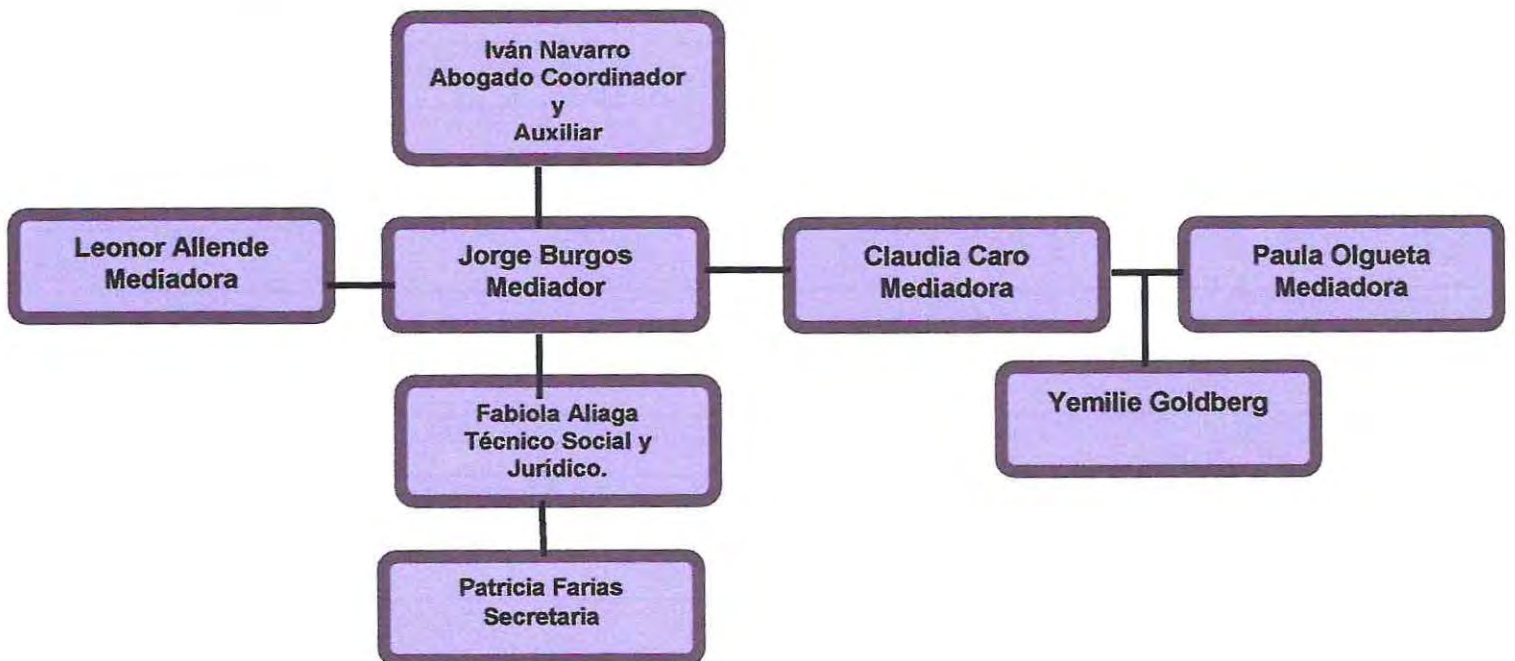 Iván Navarro
Abogado Coordinador
y
Auxiliar
Leonor Allende
Mediadora
Jorge Burgos
Mediador
Claudia Caro
Mediadora
Paula Olgueta
Mediadora
Yemilie Goldberg
Fabiola Aliaga
Técnico Social y
Jurídico.
Patricia Farias
Secretaria